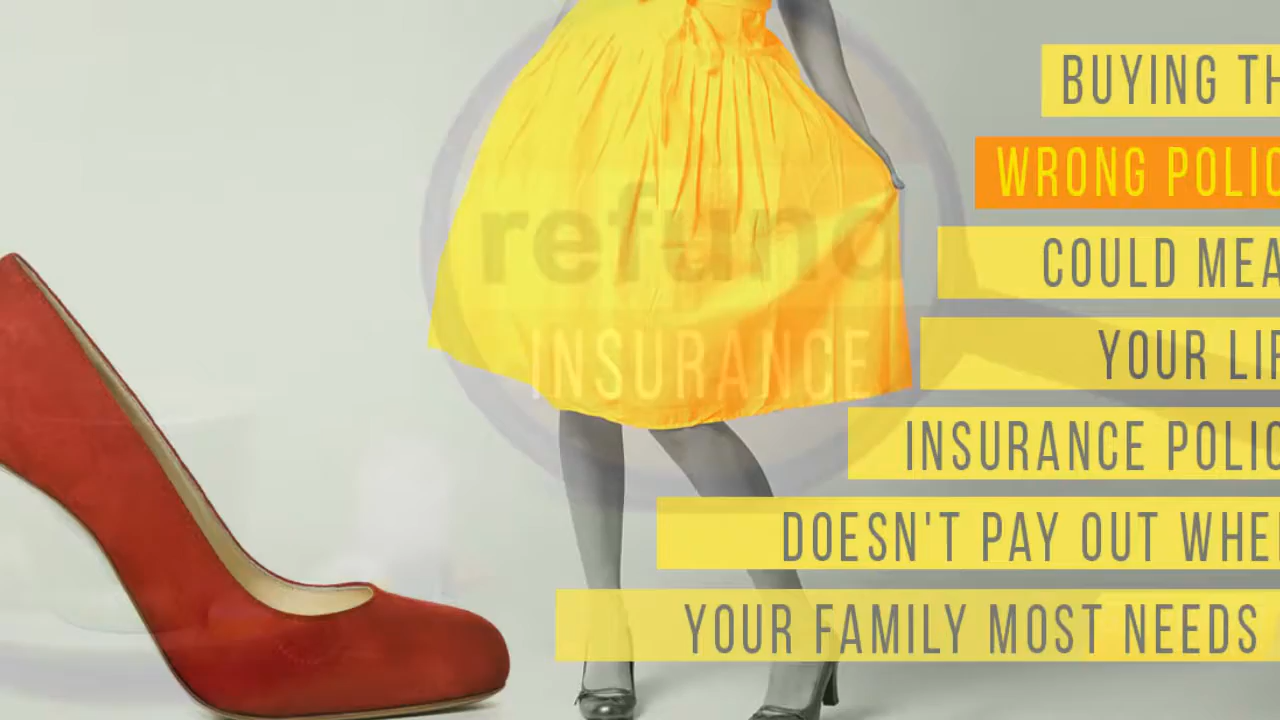 BUYING TH
WRONG POLIC
COULD MEA
YOUR LIF
INSURANCE POLIC
DOESN'T PAY OUT WHEN
YOUR FAMILY MOST NEEDS
refund
INSURANCE